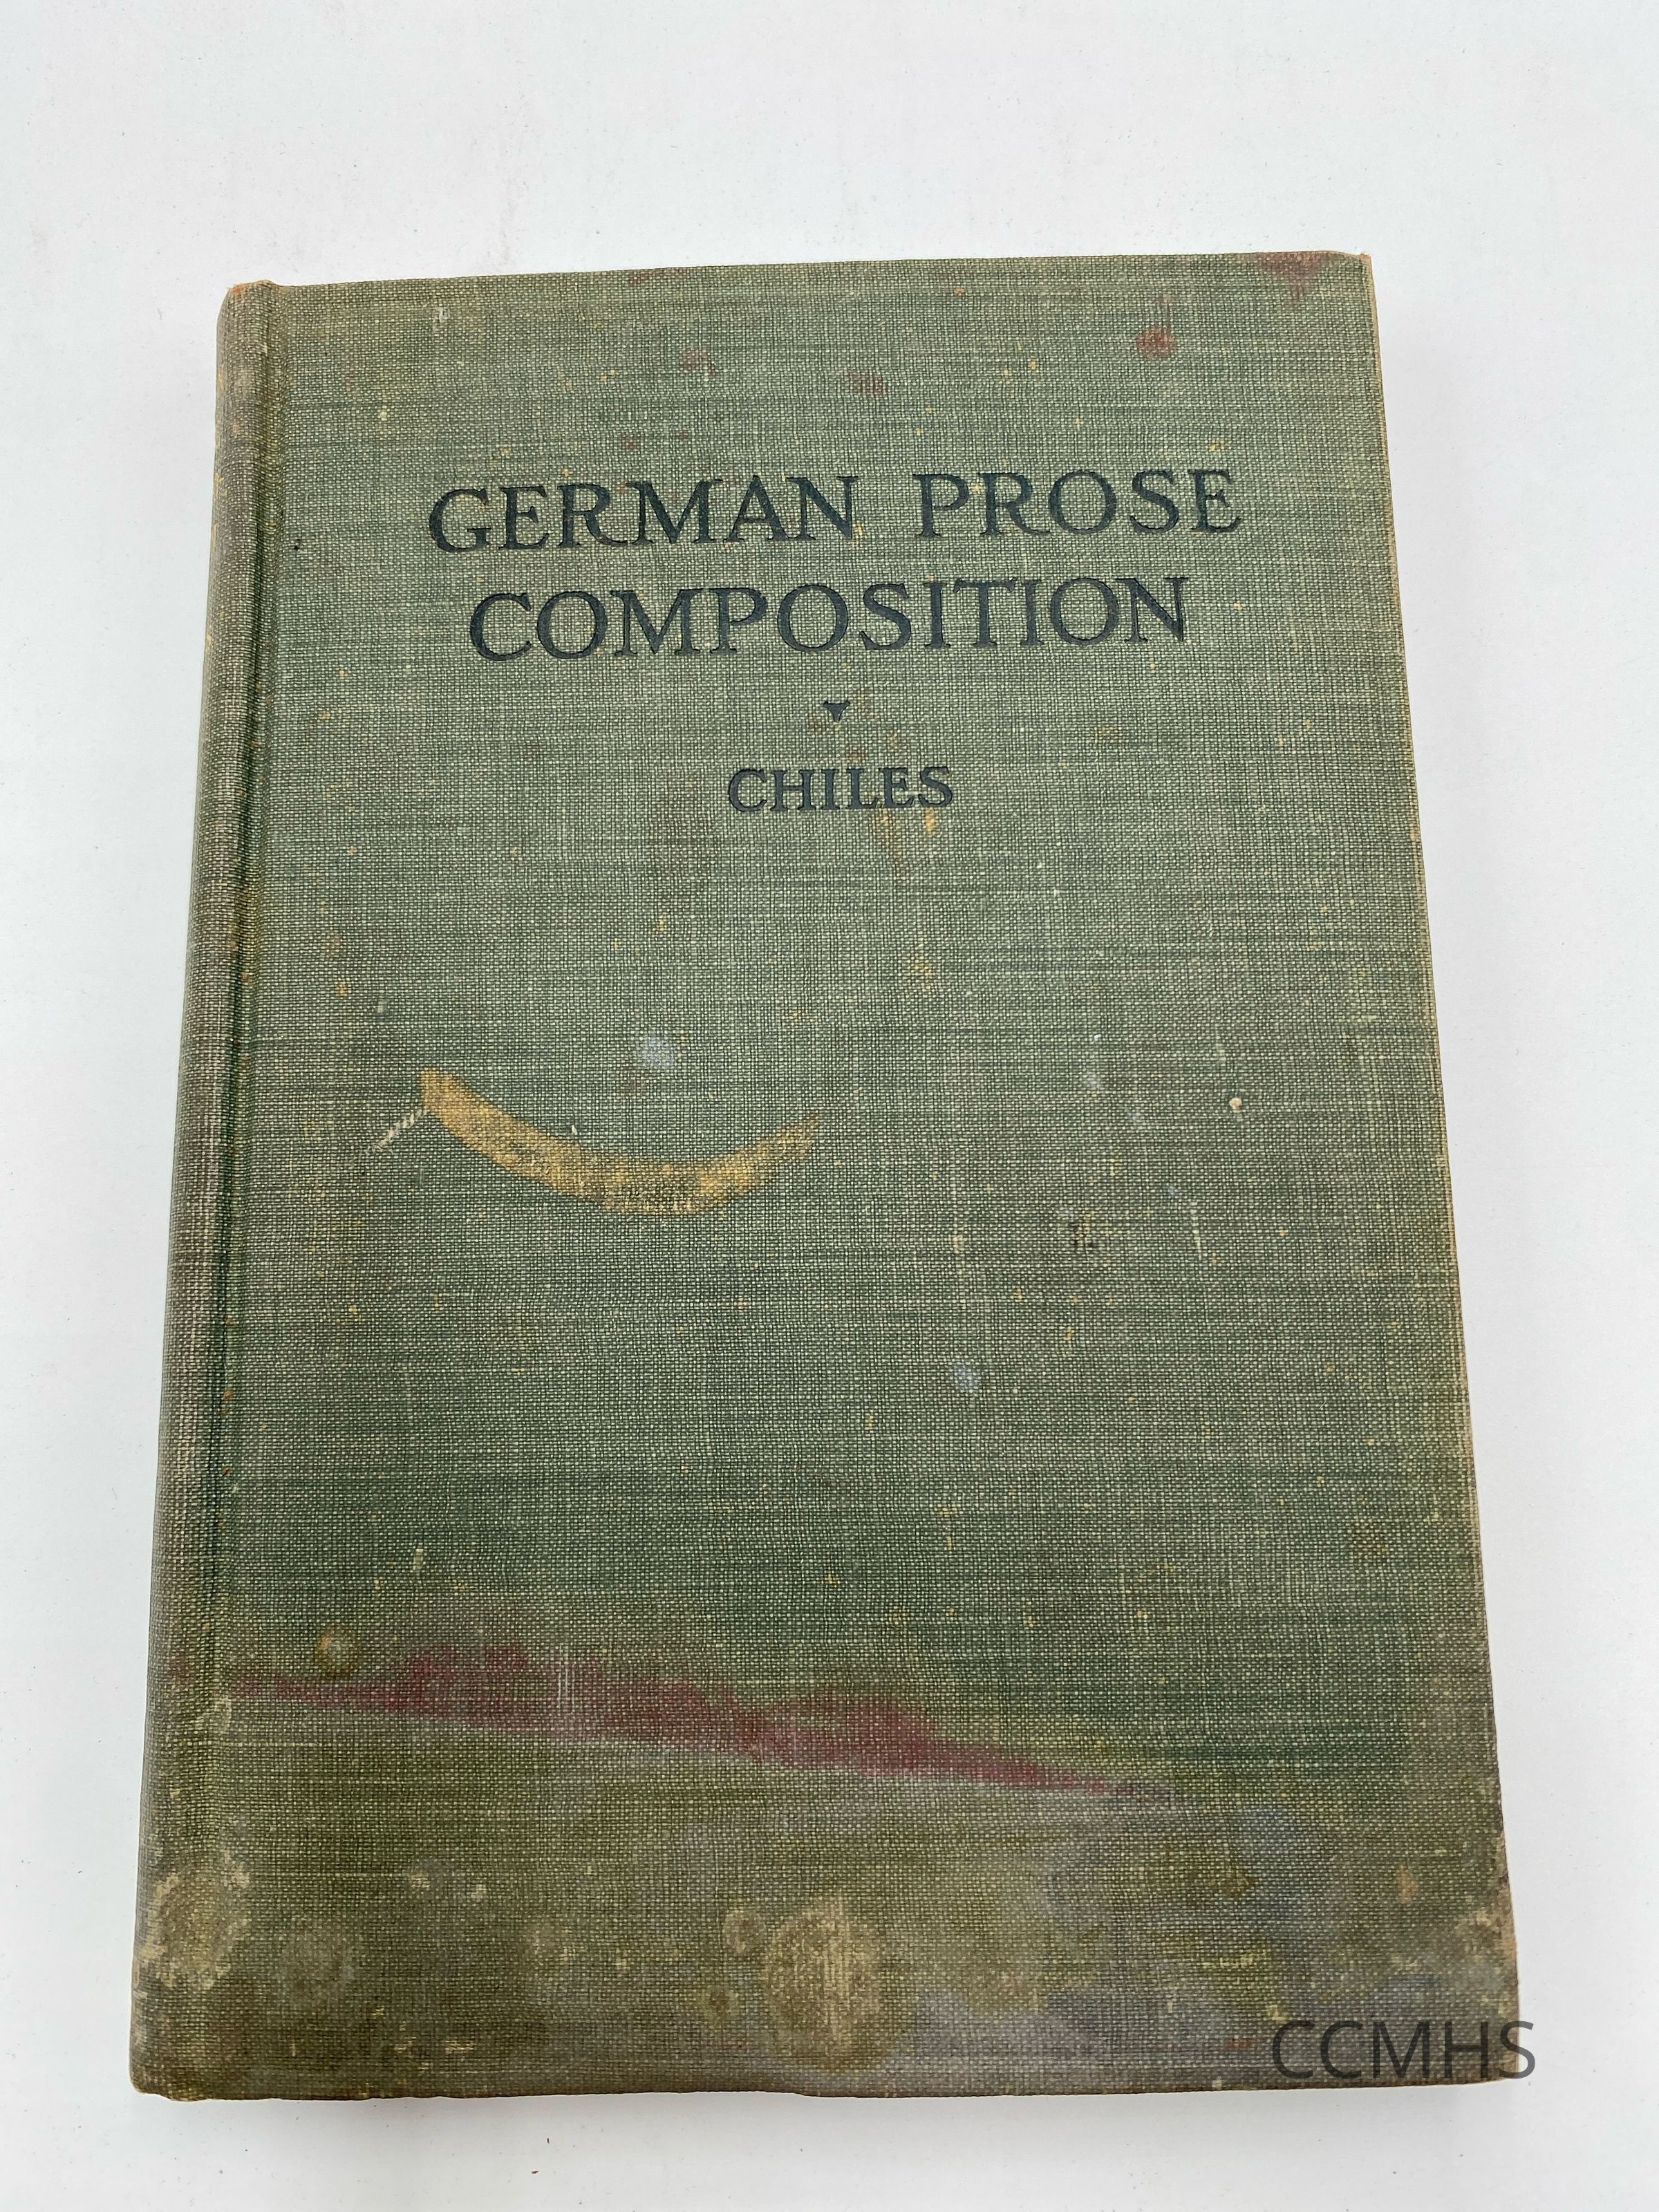 GERMAN PROSE
COMPOSITION
CHILES
CCMHS